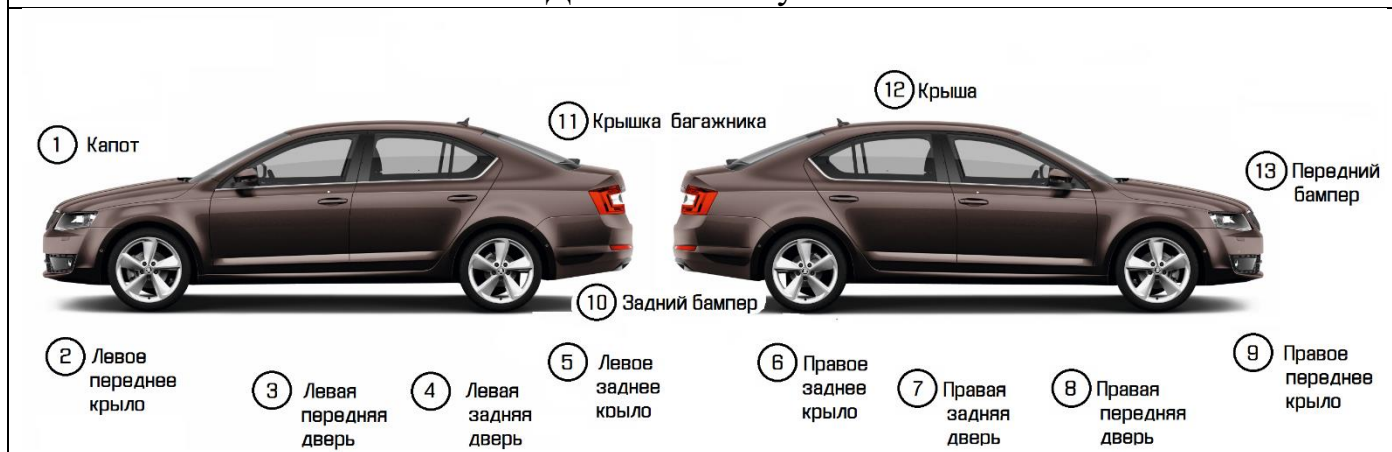 12 Крыша
11 Крышка багажника
1 Капот
13 Передний
бампер
10 Задний бампер
2 Левое
переднее
крыло
3 Левая
передняя
дверь
4 Левая
задняя
дверь
5 Левое
заднее
крыло
6 Правое
заднее
крыло
7 Правая
задняя
дверь
8 Правая
передняя
дверь
9 Правое
переднее
крыло